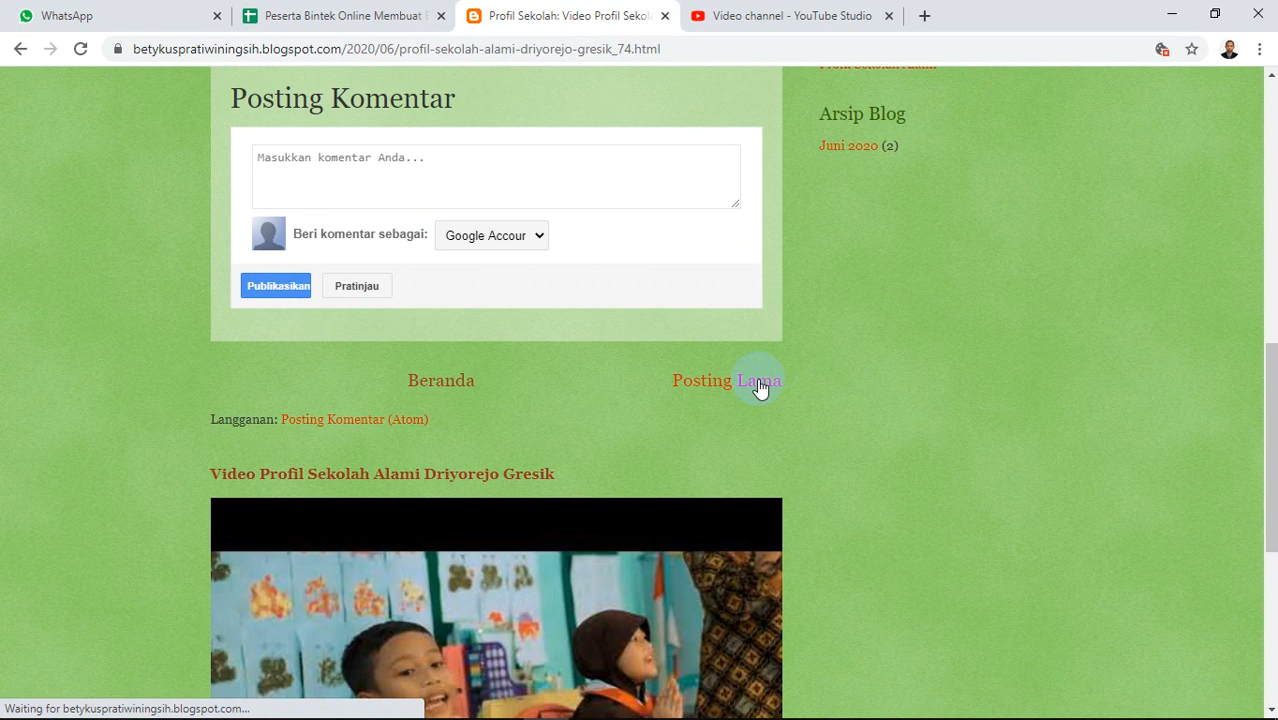 WhatsApp
Peserta Bintek Online Membuat
Profil Sekolah: Video Profil Sekol
Video channel - YouTube Studio
betykuspratiwiningsih.blogspot.com/2020/06/profil-sekolah-alami-driyorejo-gresik_74.html
Posting Komentar
Masukkan komentar Anda...
Beri komentar sebagai:
Google Accour
Publikasikan
Pratinjau
Arsip Blog
Juni 2020 (2)
Beranda
Posting Lama
Langganan: Posting Komentar (Atom)
Video Profil Sekolah Alami Driyorejo Gresik
Waiting for betykuspratiwiningsih.blogspot.com...